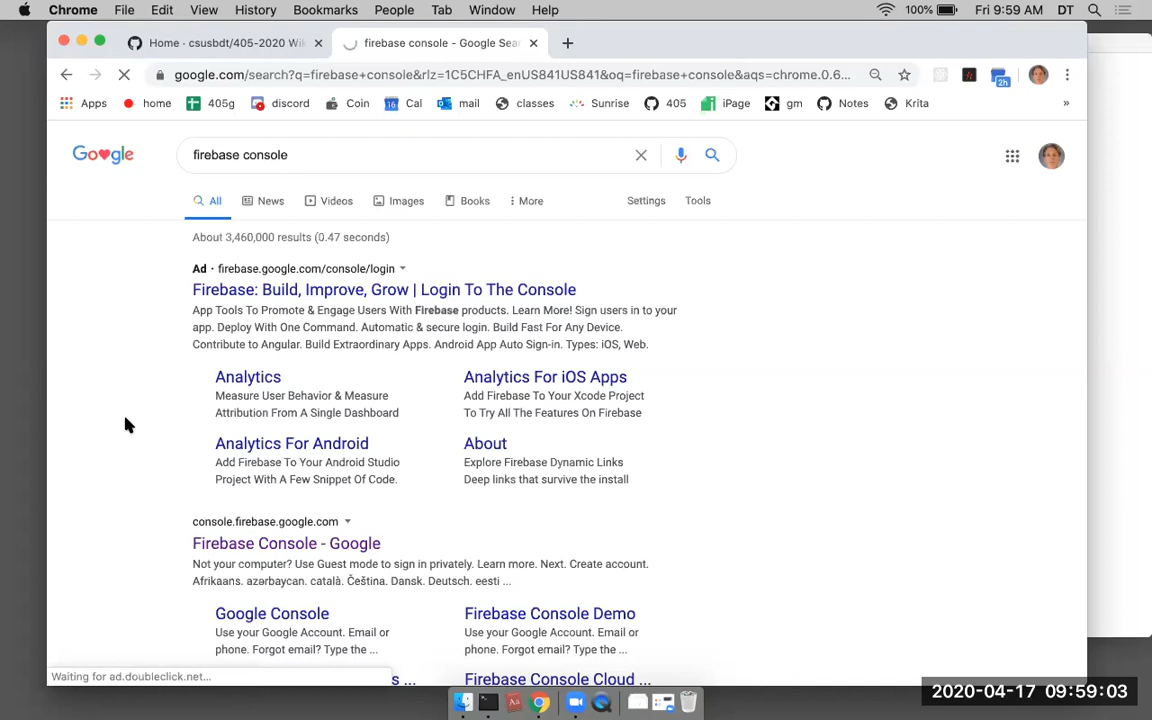 Chrome File Edit View History Bookmarks People Tab Window Help 100% Fri 9:59 AM DT
Home · csusbdt/405-2020 Wik firebase console - Google Sea
google.com/search?q=firebase+console&rlz=1C5CHFA_enUS841US841&oq=firebase+console&aqs=chrome.0.6... 2h
Apps home 405g discord Coin 16 Cal mail classes Sunrise 405 iPage gm Notes Krita »
Google firebase console
All News Videos Images Books More Settings Tools
About 3,460,000 results (0.47 seconds)
Ad · firebase.google.com/console/login
Firebase: Build, Improve, Grow | Login To The Console
App Tools To Promote & Engage Users With Firebase products. Learn More! Sign users in to your
app. Deploy With One Command. Automatic & secure login. Build Fast For Any Device.
Contribute to Angular. Build Extraordinary Apps. Android App Auto Sign-in. Types: iOS, Web.
Analytics Analytics For iOS Apps
Measure User Behavior & Measure Add Firebase To Your Xcode Project
Attribution From A Single Dashboard To Try All The Features On Firebase
Analytics For Android About
Add Firebase To Your Android Studio Explore Firebase Dynamic Links
Project With A Few Snippet Of Code. Deep links that survive the install
console.firebase.google.com
Firebase Console - Google
Not your computer? Use Guest mode to sign in privately. Learn more. Next. Create account.
Afrikaans. azərbaycan. català. Čeština. Dansk. Deutsch. eesti ...
Google Console Firebase Console Demo
Use your Google Account. Email or Use your Google Account. Email or
phone. Forgot email? Type the ... phone. Forgot email? Type the ...
s ... Firebase Console Cloud ...
Waiting for ad.doubleclick.net...
2020-04-17 09:59:03